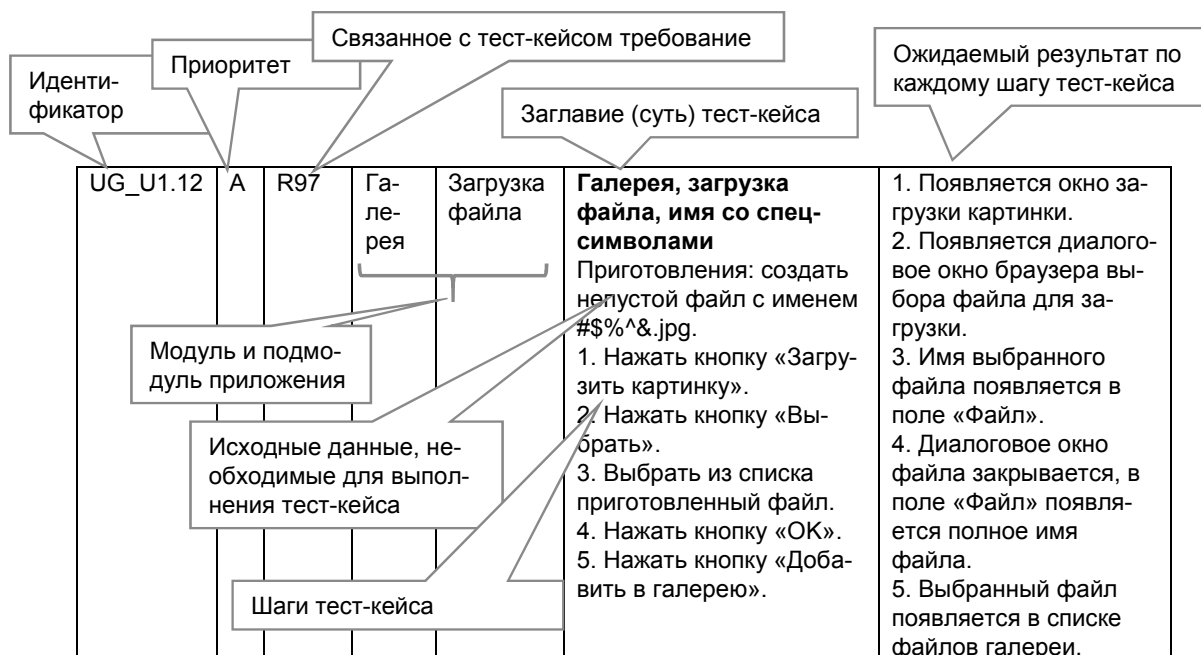 Связанное с тест-кейсом требование
Приоритет
Иденти-
фикатор
Заглавие (суть) тест-кейса
Ожидаемый результат по
каждому шагу тест-кейса
UG_U1.12
A
R97
Га-
ле-
рея
Загрузка
файла
Галерея, загрузка
файла, имя со спец-
символами
Приготовления: создать
непустой файл с именем
#$%^&.jpg.
1. Нажать кнопку «Загру-
зить картинку».
2. Нажать кнопку «Вы-
брать».
3. Выбрать из списка
приготовленный файл.
4. Нажать кнопку «OK».
5. Нажать кнопку «Доба-
вить в галерею».
1. Появляется окно за-
грузки картинки.
2. Появляется диалого-
вое окно браузера вы-
бора файла для за-
грузки.
3. Имя выбранного
файла появляется в
поле «Файл».
4. Диалоговое окно
файла закрывается, в
поле «Файл» появля-
ется полное имя
файла.
5. Выбранный файл
появляется в списке
файлов галереи.
Модуль и подмо-
дуль приложения
Исходные данные, не-
обходимые для выпол-
нения тест-кейса
Шаги тест-кейса